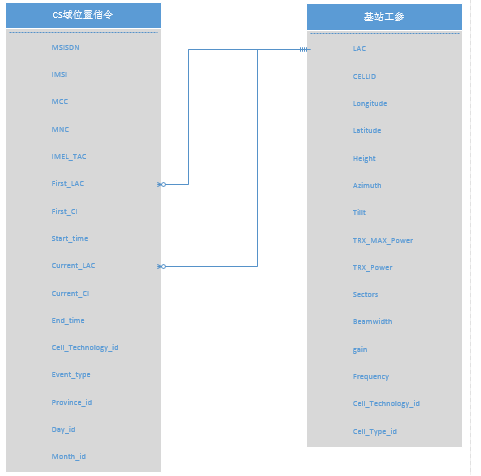 CS域位置信令
MSISDN
IMSI
MCC
MNC
IMEI_TAC
First_LAC
First_CI
Start_time
Current_LAC
Current_CI
End_time
Cell_Technology_id
Event_type
Province_id
Day_id
Month_id
基站工参
LAC
CELLID
Longitude
Latitude
Height
Azimuth
Tilit
TRX_MAX_Power
TRX_Power
Sectors
Beamwidth
gain
Frequency
Cell_Technology_id
Cell_Type_id